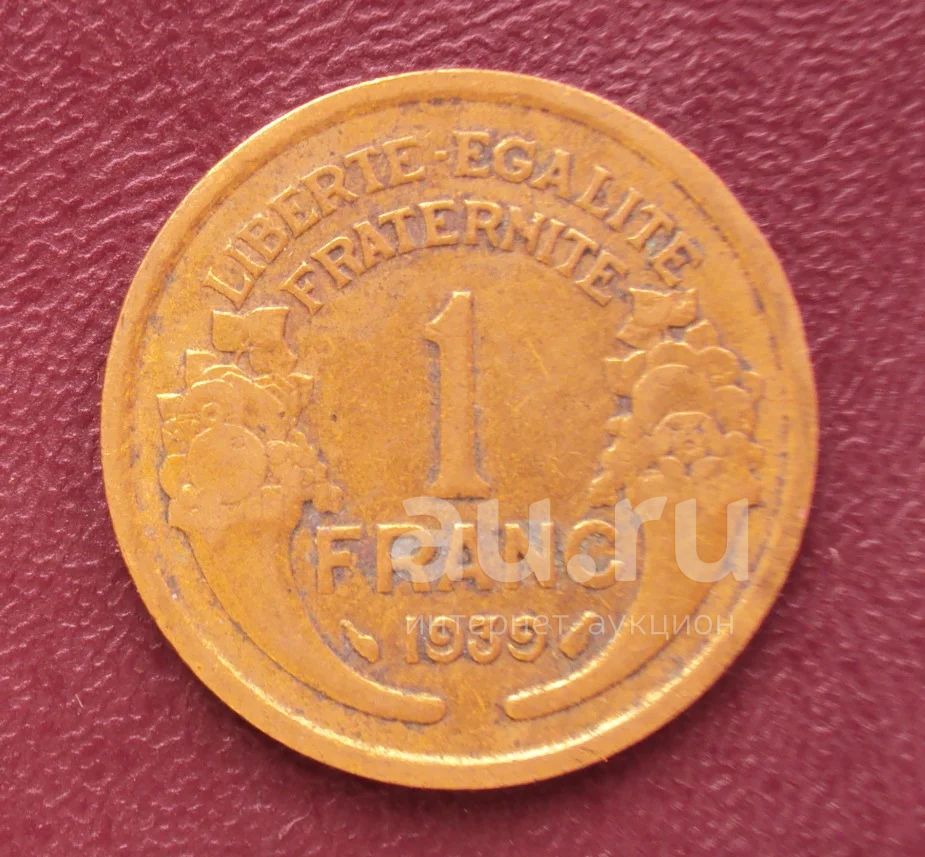 LIBERTE-EGALITE
FRATERNITE
1
FRANC
1939
au.ru
интернет-аукцион